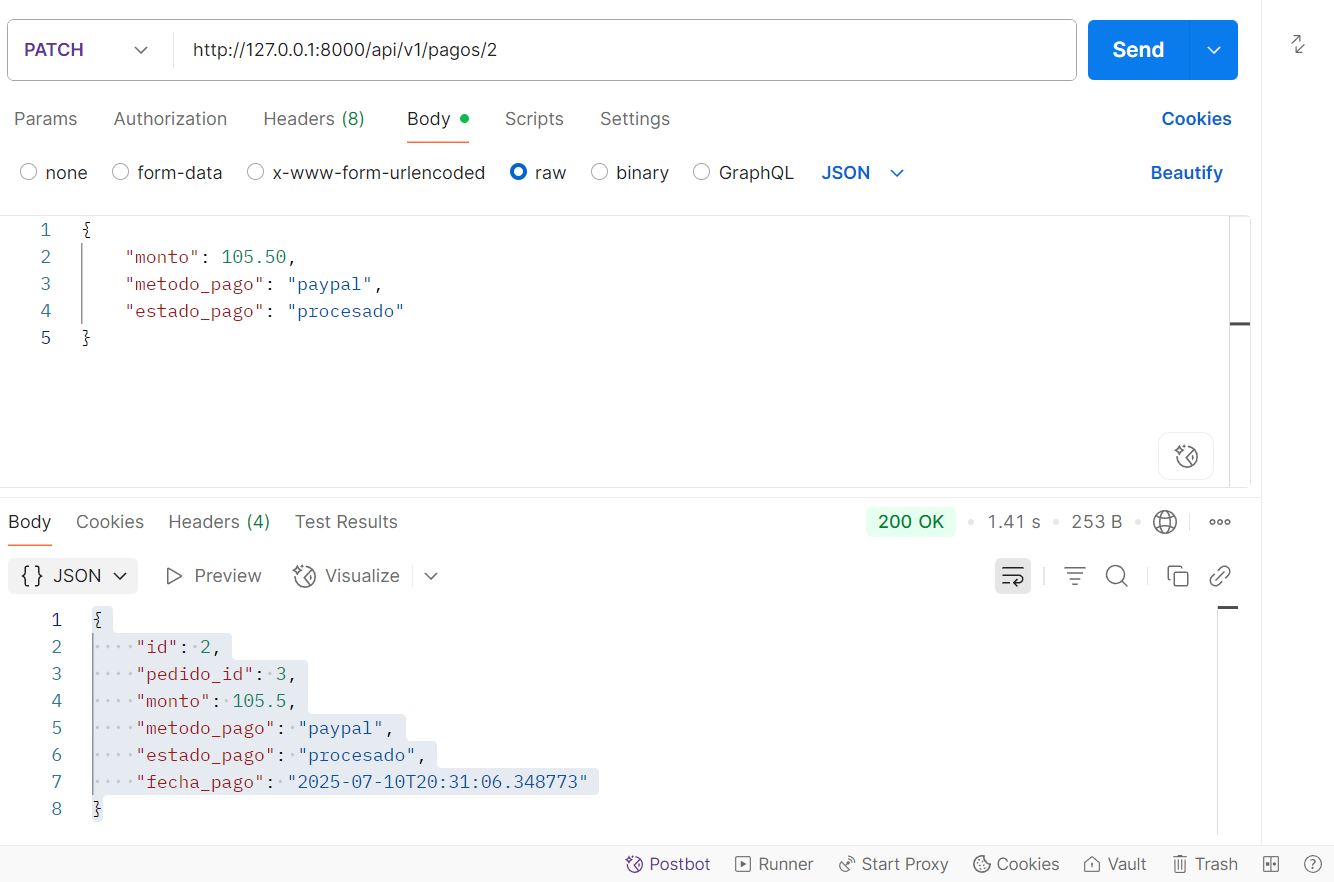 PATCH http://127.0.0.1:8000/api/v1/pagos/2 Send
Params Authorization Headers (8) Body Scripts Settings Cookies
none form-data x-www-form-urlencoded raw binary GraphQL JSON Beautify
1 {
2 "monto": 105.50,
3 "metodo_pago": "paypal",
4 "estado_pago": "procesado"
5 }
Body Cookies Headers (4) Test Results 200 OK 1.41 s 253 B
{} JSON Preview Visualize
1 {
2 "id": 2,
3 "pedido_id": 3,
4 "monto": 105.5,
5 "metodo_pago": "paypal",
6 "estado_pago": "procesado",
7 "fecha_pago": "2025-07-10T20:31:06.348773"
8 }
Postbot Runner Start Proxy Cookies Vault Trash